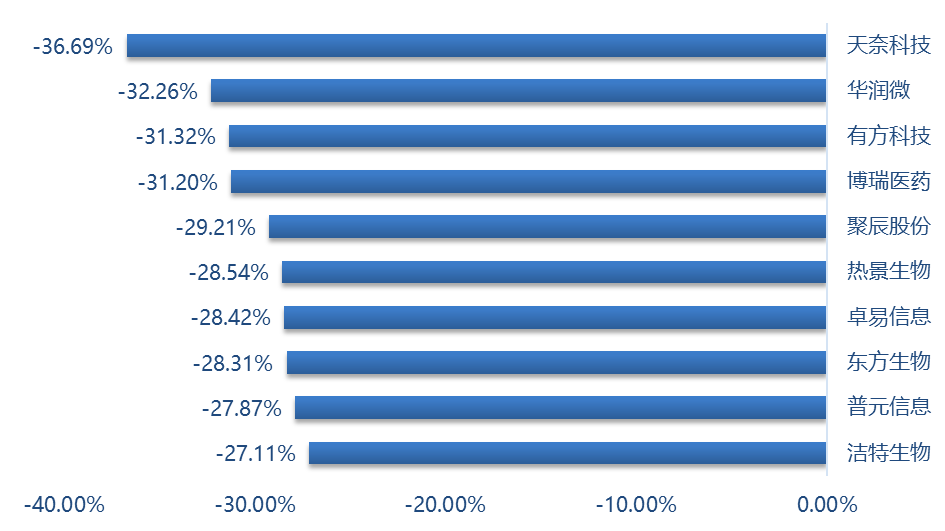 -36.69% 天奈科技
-32.26% 华润微
-31.32% 有方科技
-31.20% 博瑞医药
-29.21% 聚辰股份
-28.54% 热景生物
-28.42% 卓易信息
-28.31% 东方生物
-27.87% 普元信息
-27.11% 洁特生物
-40.00% -30.00% -20.00% -10.00% 0.00%